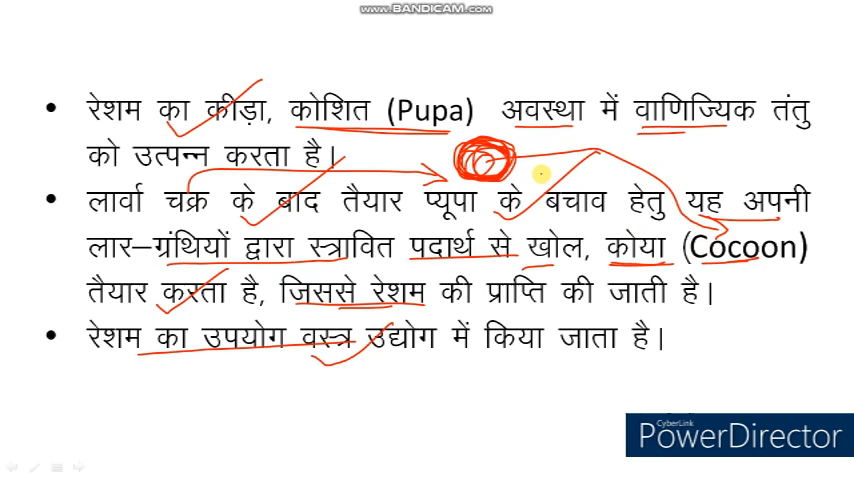 www.BANDICAM.com
• रेशम का कीड़ा, कोशित (Pupa) अवस्था में वाणिज्यिक तंतु
को उत्पन्न करता है।
• लार्वा चक्र के बाद तैयार प्यूपा के बचाव हेतु यह अपनी
लार–ग्रंथियों द्वारा स्त्रावित पदार्थ से खोल, कोया (Cocoon)
तैयार करता है, जिससे रेशम की प्राप्ति की जाती है।
• रेशम का उपयोग वस्त्र उद्योग में किया जाता है।
CyberLink
PowerDirector